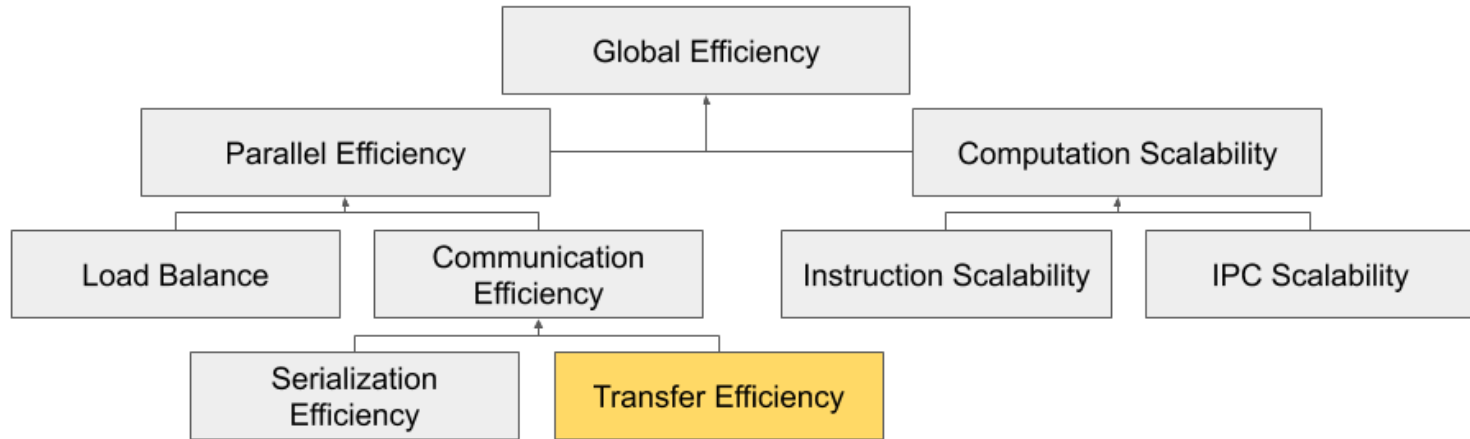 Global Efficiency
Parallel Efficiency
Computation Scalability
Load Balance
Communication
Efficiency
Instruction Scalability
IPC Scalability
Serialization
Efficiency
Transfer Efficiency